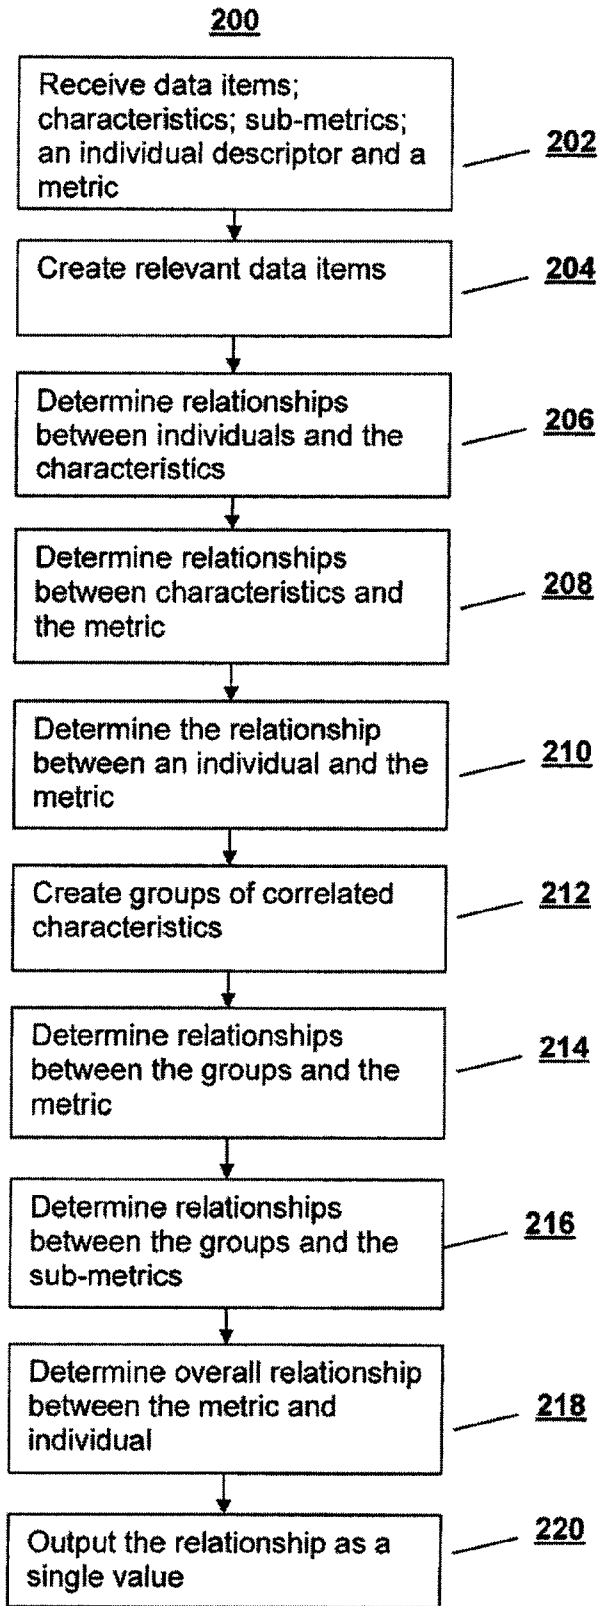 200
Receive data items;
characteristics; sub-metrics;
an individual descriptor and a
metric
202
Create relevant data items
204
Determine relationships
between individuals and the
characteristics
206
Determine relationships
between characteristics and
the metric
208
Determine the relationship
between an individual and the
metric
210
Create groups of correlated
characteristics
212
Determine relationships
between the groups and the
metric
214
Determine relationships
between the groups and the
sub-metrics
216
Determine overall relationship
between the metric and
individual
218
Output the relationship as a
single value
220